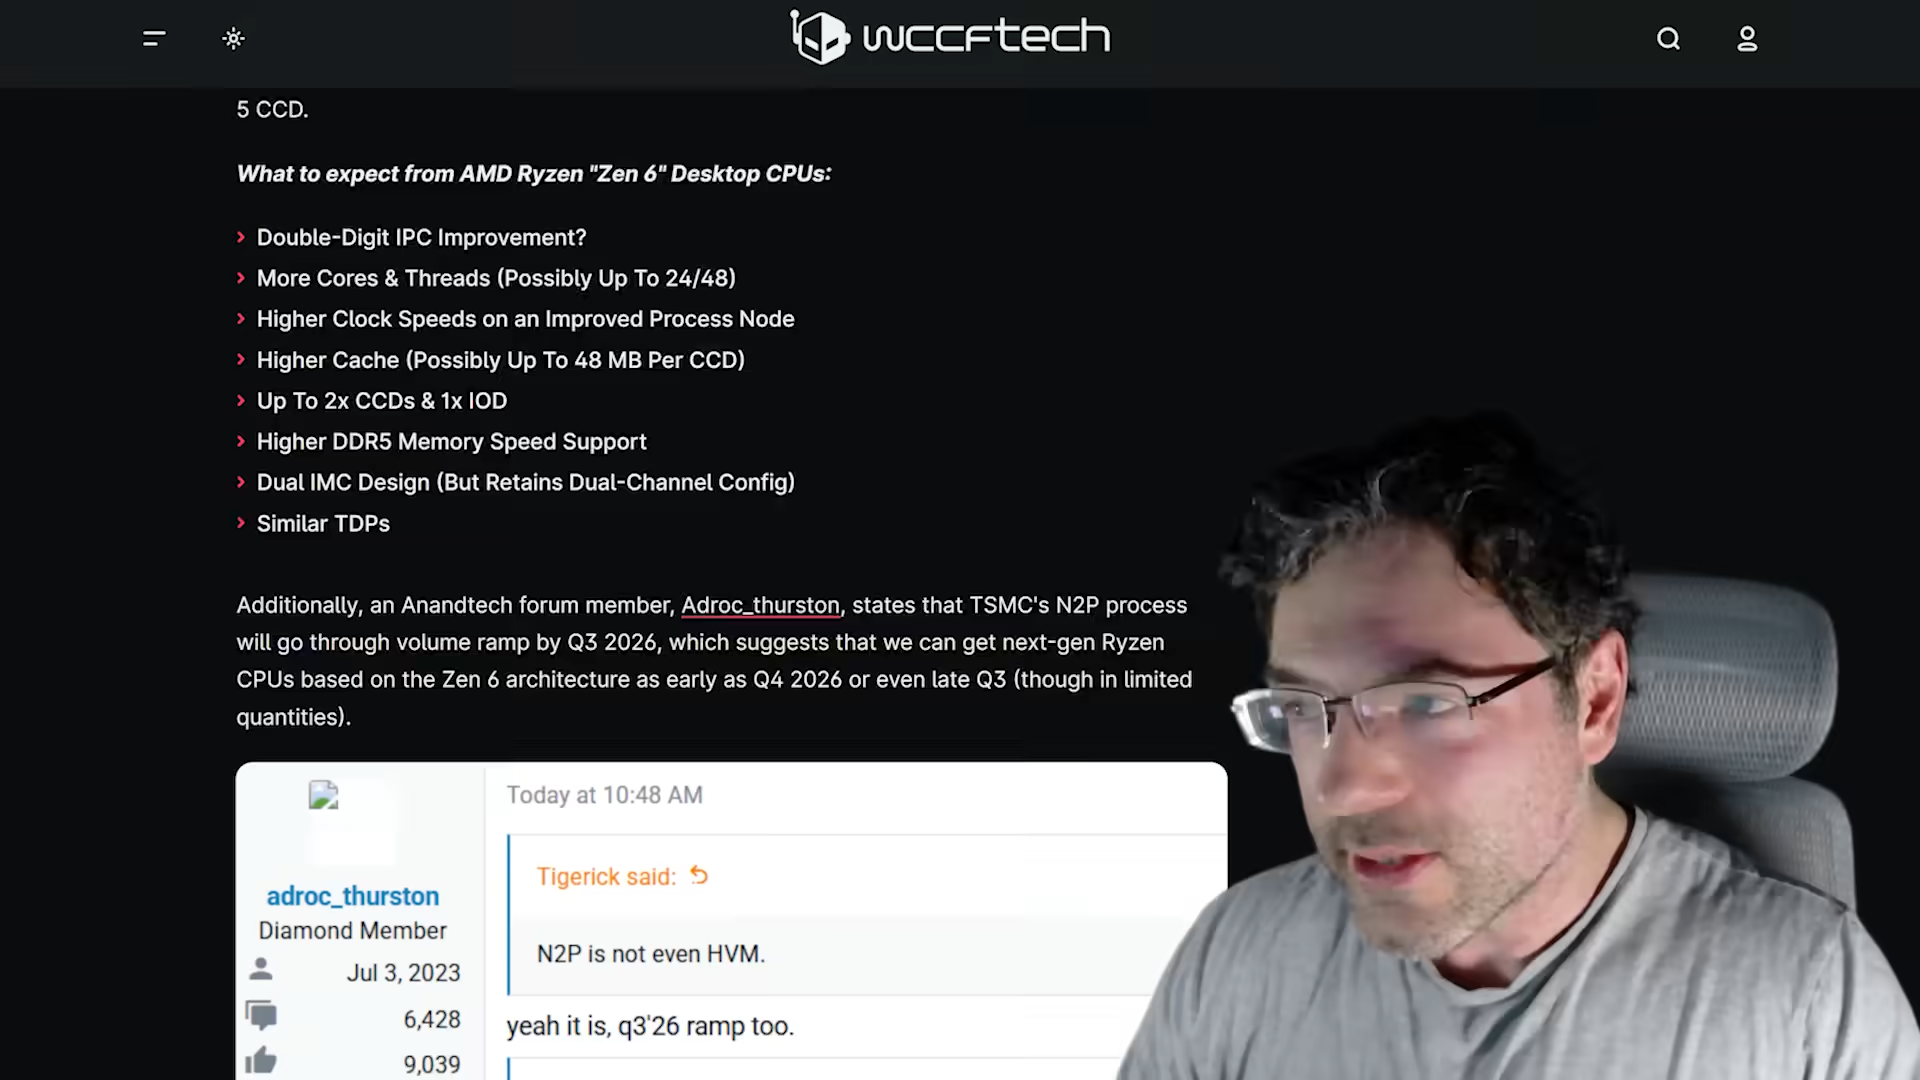 wccftech
5 CCD.
What to expect from AMD Ryzen "Zen 6" Desktop CPUs:
Double-Digit IPC Improvement?
More Cores & Threads (Possibly Up To 24/48)
Higher Clock Speeds on an Improved Process Node
Higher Cache (Possibly Up To 48 MB Per CCD)
Up To 2x CCDs & 1x IOD
Higher DDR5 Memory Speed Support
Dual IMC Design (But Retains Dual-Channel Config)
Similar TDPs
Additionally, an Anandtech forum member, Adroc_thurston, states that TSMC's N2P process
will go through volume ramp by Q3 2026, which suggests that we can get next-gen Ryzen
CPUs based on the Zen 6 architecture as early as Q4 2026 or even late Q3 (though in limited
quantities).
Today at 10:48 AM
Tigerick said:
adroc_thurston
Diamond Member
N2P is not even HVM.
Jul 3, 2023
6,428
yeah it is, q3'26 ramp too.
9,039